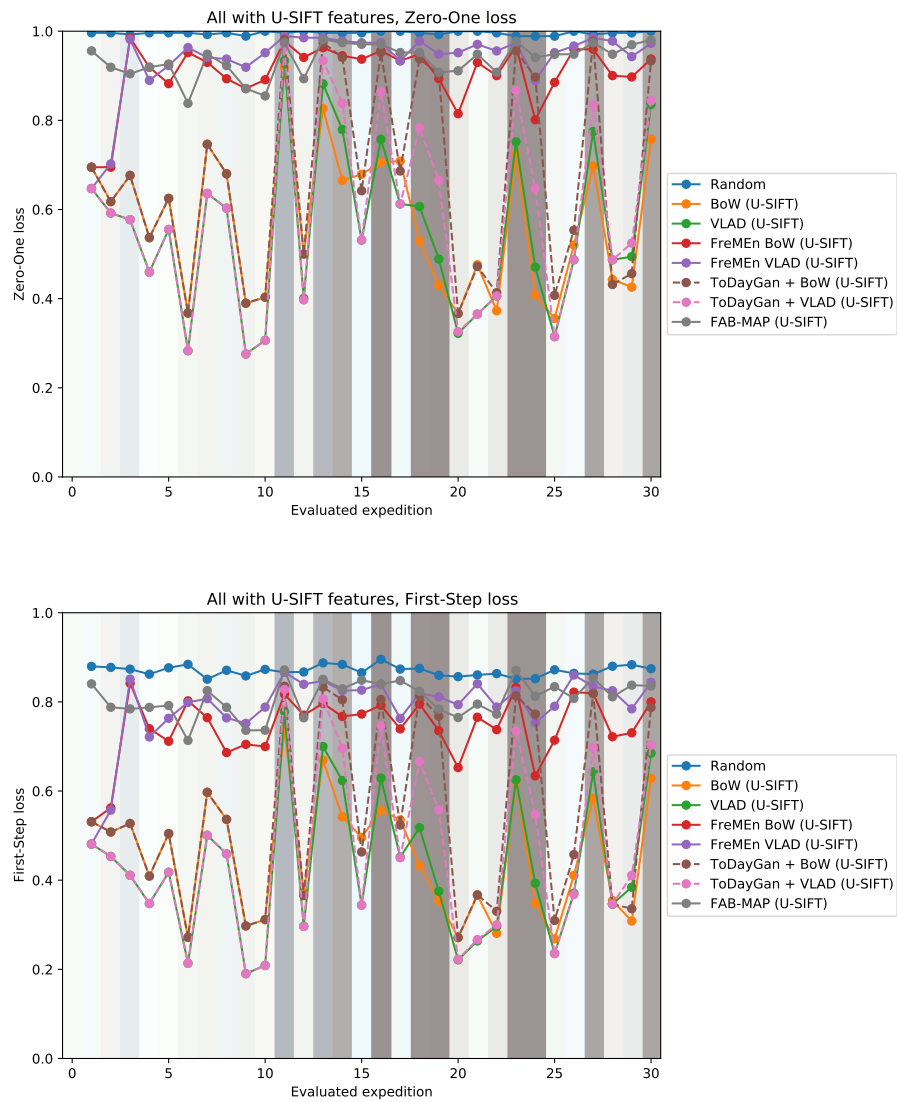 All with U-SIFT features, Zero-One loss
1.0
0.8
0.6
0.4
0.2
0.0
Zero-One loss
0
5
10
15
20
25
30
Evaluated expedition
Random
BoW (U-SIFT)
VLAD (U-SIFT)
FreMEn BoW (U-SIFT)
FreMEn VLAD (U-SIFT)
ToDayGan + BoW (U-SIFT)
ToDayGan + VLAD (U-SIFT)
FAB-MAP (U-SIFT)
All with U-SIFT features, First-Step loss
1.0
0.8
0.6
0.4
0.2
0.0
First-Step loss
0
5
10
15
20
25
30
Evaluated expedition
Random
BoW (U-SIFT)
VLAD (U-SIFT)
FreMEn BoW (U-SIFT)
FreMEn VLAD (U-SIFT)
ToDayGan + BoW (U-SIFT)
ToDayGan + VLAD (U-SIFT)
FAB-MAP (U-SIFT)